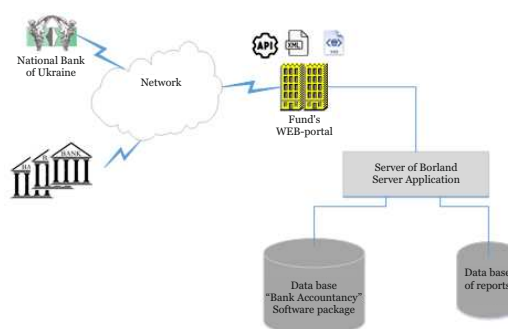 National Bank
of Ukraine
Network
API
XML
Fund's
WEB-portal
BANK
Server of Borland
Server Application
Data base
"Bank Accountancy"
Software package
Data base
of reports